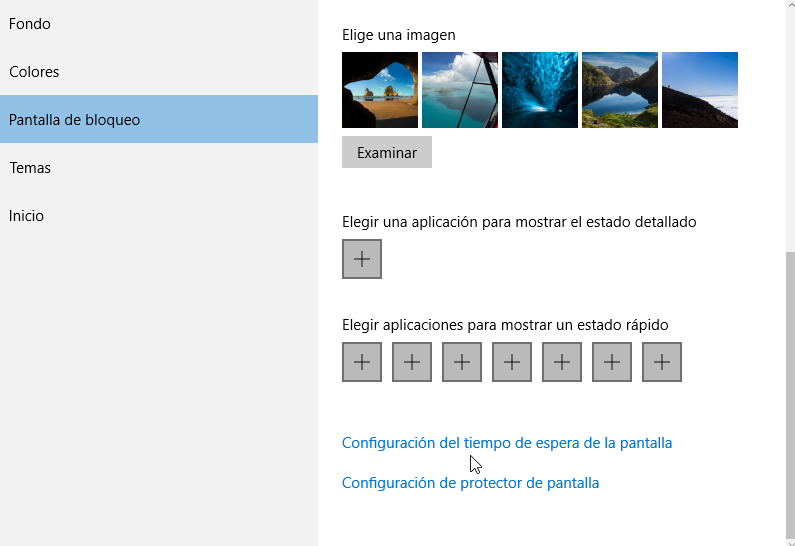 Fondo
Colores
Pantalla de bloqueo
Temas
Inicio
Elige una imagen
Examinar
Elegir una aplicación para mostrar el estado detallado
Elegir aplicaciones para mostrar un estado rápido
Configuración del tiempo de espera de la pantalla
Configuración de protector de pantalla